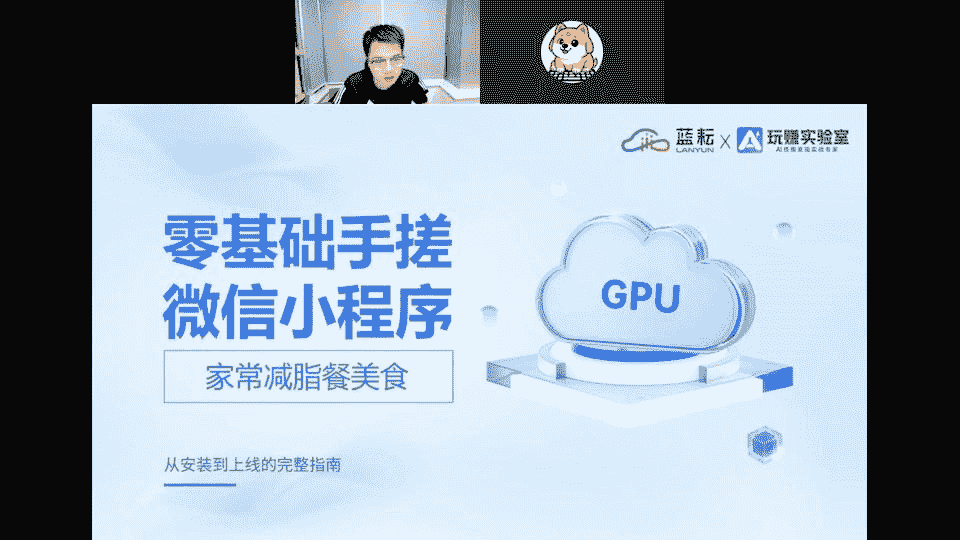 蓝耘
LANYUN
X
玩赚实验室
零基础手搓
微信小程序
家常减脂餐美食
从安装到上线的完整指南
GPU